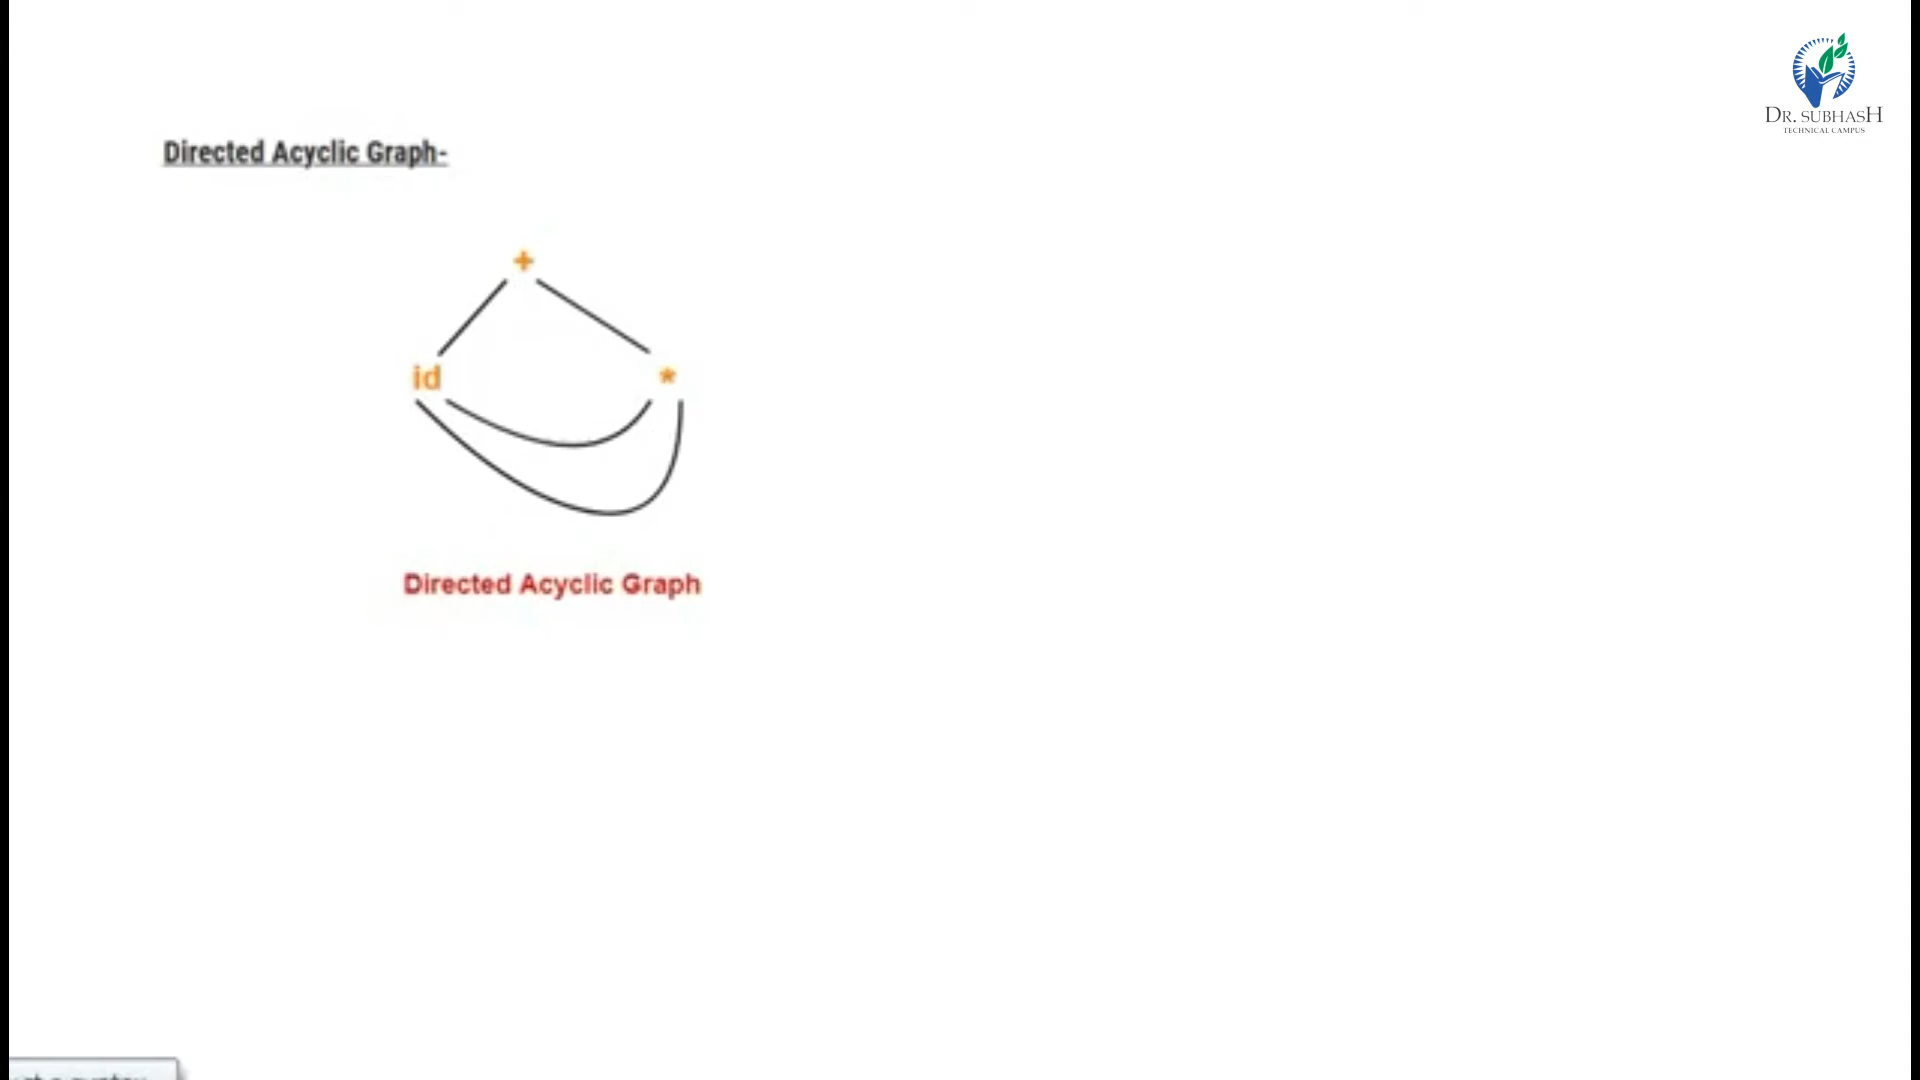 DR. SUBHASH
TECHNICAL CAMPUS
Directed Acyclic Graph-
+
id *
Directed Acyclic Graph